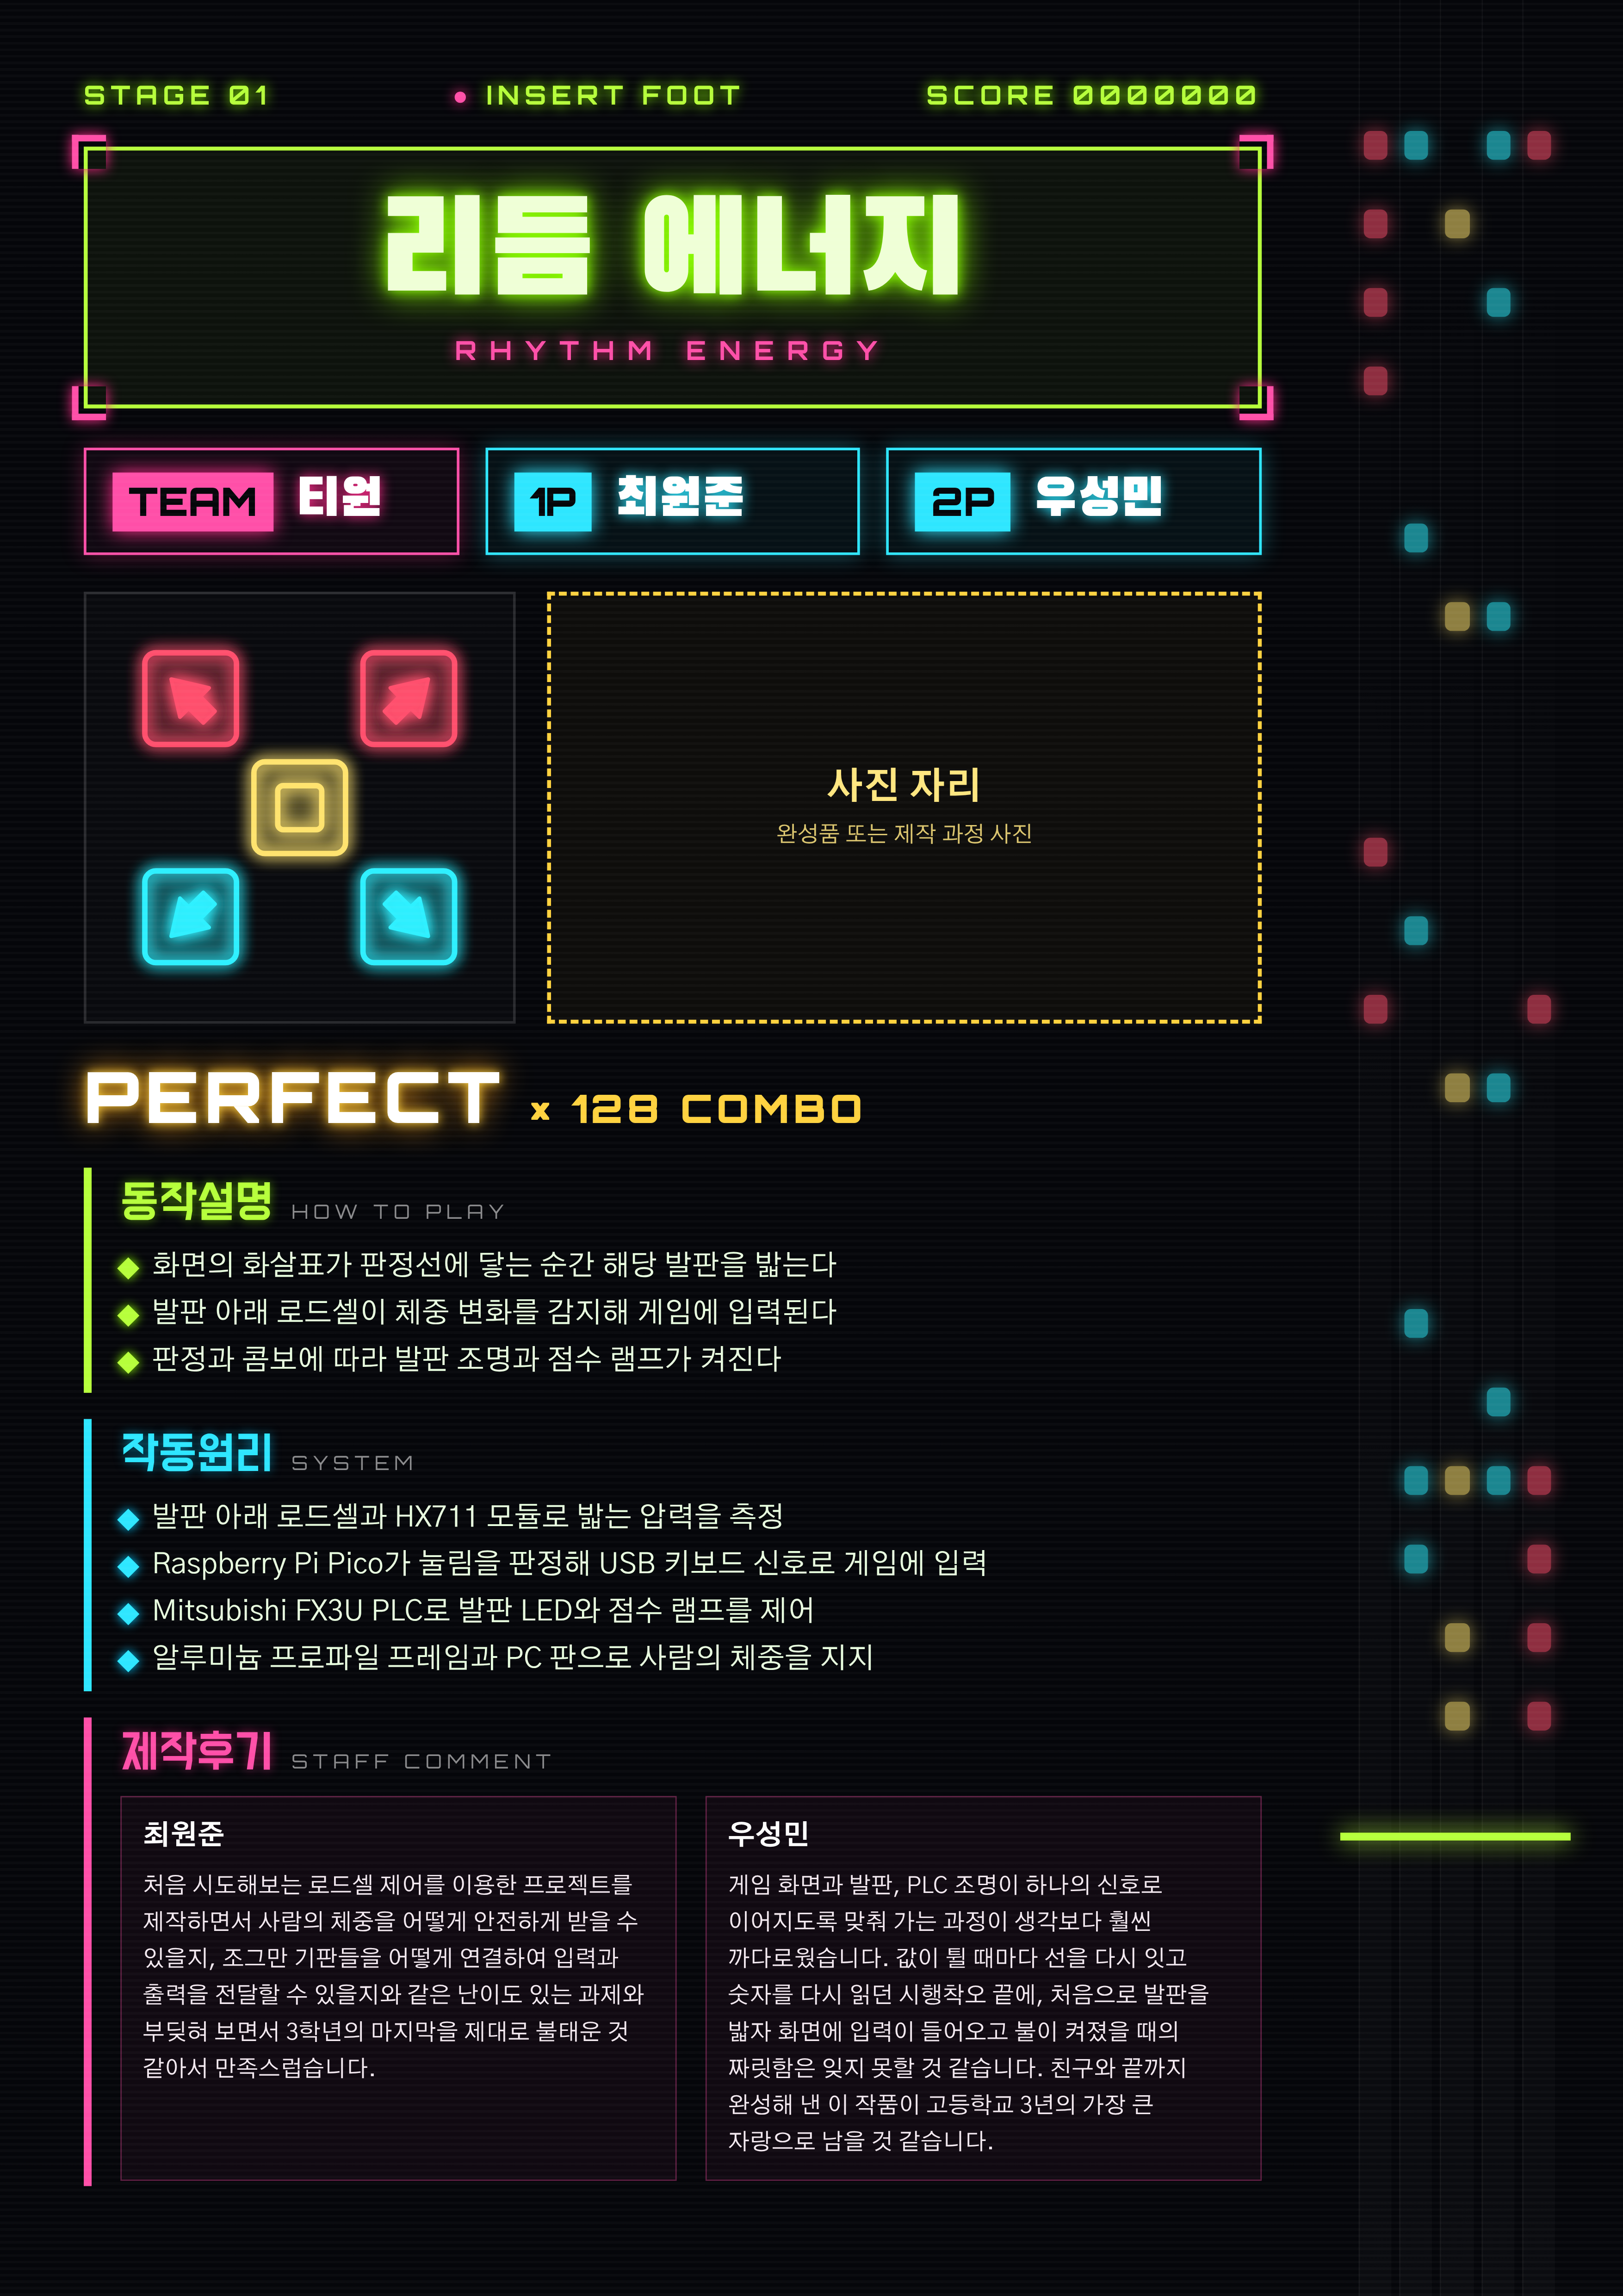 STAGE 01
INSERT FOOT
SCORE 0000000
리듬 에너지
RHYTHM ENERGY
TEAM 티원
1P 최원준
2P 우성민
사진 자리
완성품 또는 제작 과정 사진
PERFECT x 128 COMBO
동작설명 HOW TO PLAY
화면의 화살표가 판정선에 닿는 순간 해당 발판을 밟는다
발판 아래 로드셀이 체중 변화를 감지해 게임에 입력된다
판정과 콤보에 따라 발판 조명과 점수 램프가 켜진다
작동원리 SYSTEM
발판 아래 로드셀과 HX711 모듈로 밟는 압력을 측정
Raspberry Pi Pico가 눌림을 판정해 USB 키보드 신호로 게임에 입력
Mitsubishi FX3U PLC로 발판 LED와 점수 램프를 제어
알루미늄 프로파일 프레임과 PC 판으로 사람의 체중을 지지
제작후기 STAFF COMMENT
최원준
처음 시도해보는 로드셀 제어를 이용한 프로젝트를
제작하면서 사람의 체중을 어떻게 안전하게 받을 수
있을지, 조그만 기판들을 어떻게 연결하여 입력과
출력을 전달할 수 있을지와 같은 난이도 있는 과제와
부딪혀 보면서 3학년의 마지막을 제대로 불태운 것
같아서 만족스럽습니다.
우성민
게임 화면과 발판, PLC 조명이 하나의 신호로
이어지도록 맞춰 가는 과정이 생각보다 훨씬
까다로웠습니다. 값이 튈 때마다 선을 다시 잇고
숫자를 다시 읽던 시행착오 끝에, 처음으로 발판을
밟자 화면에 입력이 들어오고 불이 켜졌을 때의
짜릿함은 잊지 못할 것 같습니다. 친구와 끝까지
완성해 낸 이 작품이 고등학교 3년의 가장 큰
자랑으로 남을 것 같습니다.